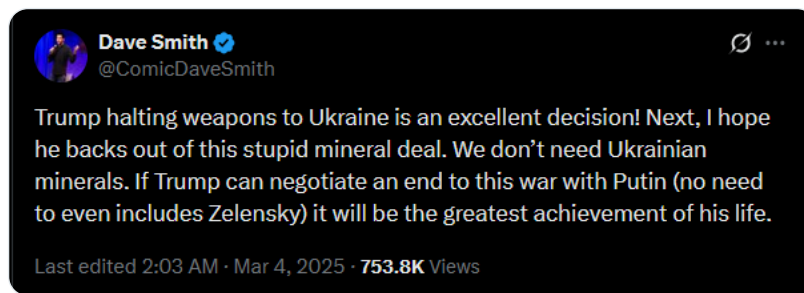 Dave Smith
@ComicDaveSmith
Trump halting weapons to Ukraine is an excellent decision! Next, I hope
he backs out of this stupid mineral deal. We don’t need Ukrainian
minerals. If Trump can negotiate an end to this war with Putin (no need
to even includes Zelensky) it will be the greatest achievement of his life.
Last edited 2:03 AM · Mar 4, 2025 · 753.8K Views